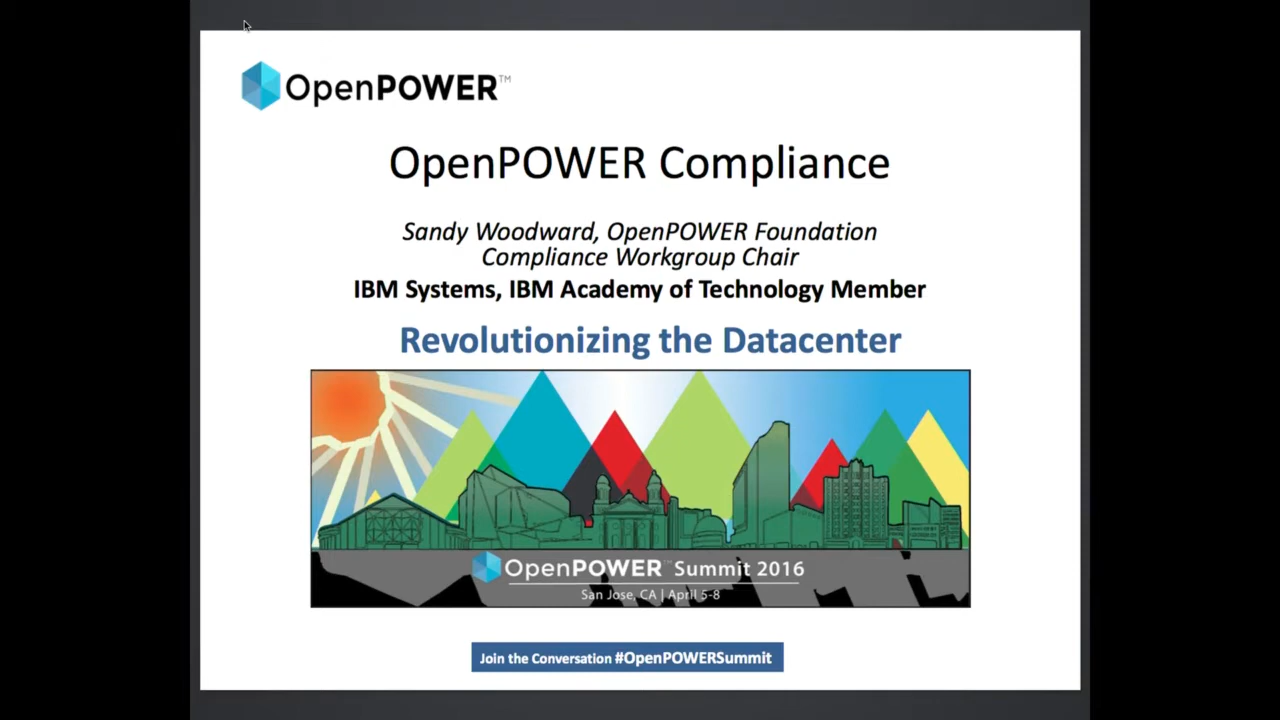 OpenPOWER™
OpenPOWER Compliance
Sandy Woodward, OpenPOWER Foundation
Compliance Workgroup Chair
IBM Systems, IBM Academy of Technology Member
Revolutionizing the Datacenter
OpenPOWER™ Summit 2016
San Jose, CA | April 5-8
Join the Conversation #OpenPOWERSummit